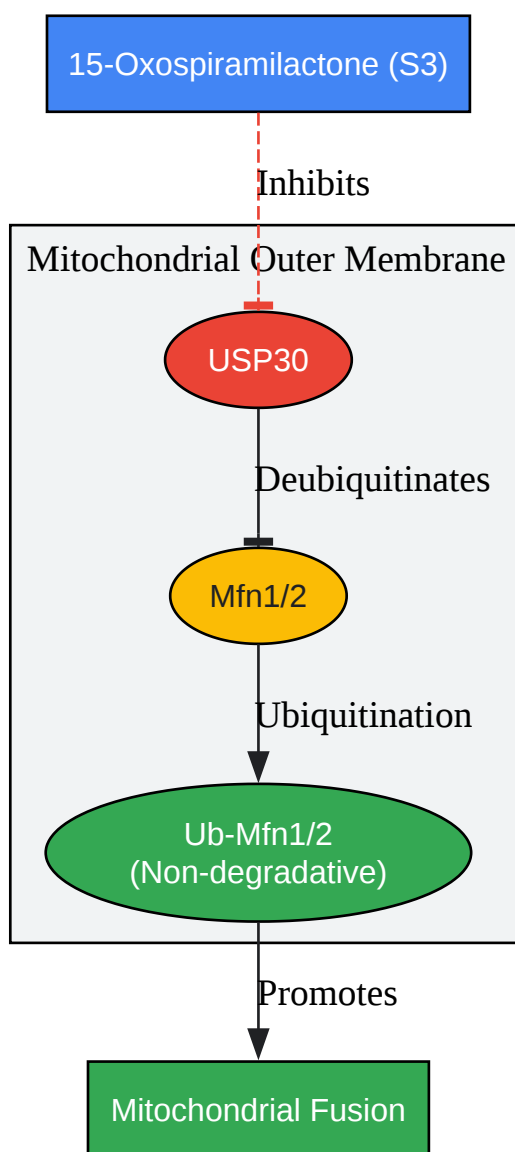 15-Oxospiramilactone (S3)
Inhibits
Mitochondrial Outer Membrane
USP30
Deubiquitinates
Mfn1/2
Ubiquitination
Ub-Mfn1/2
(Non-degradative)
Promotes
Mitochondrial Fusion